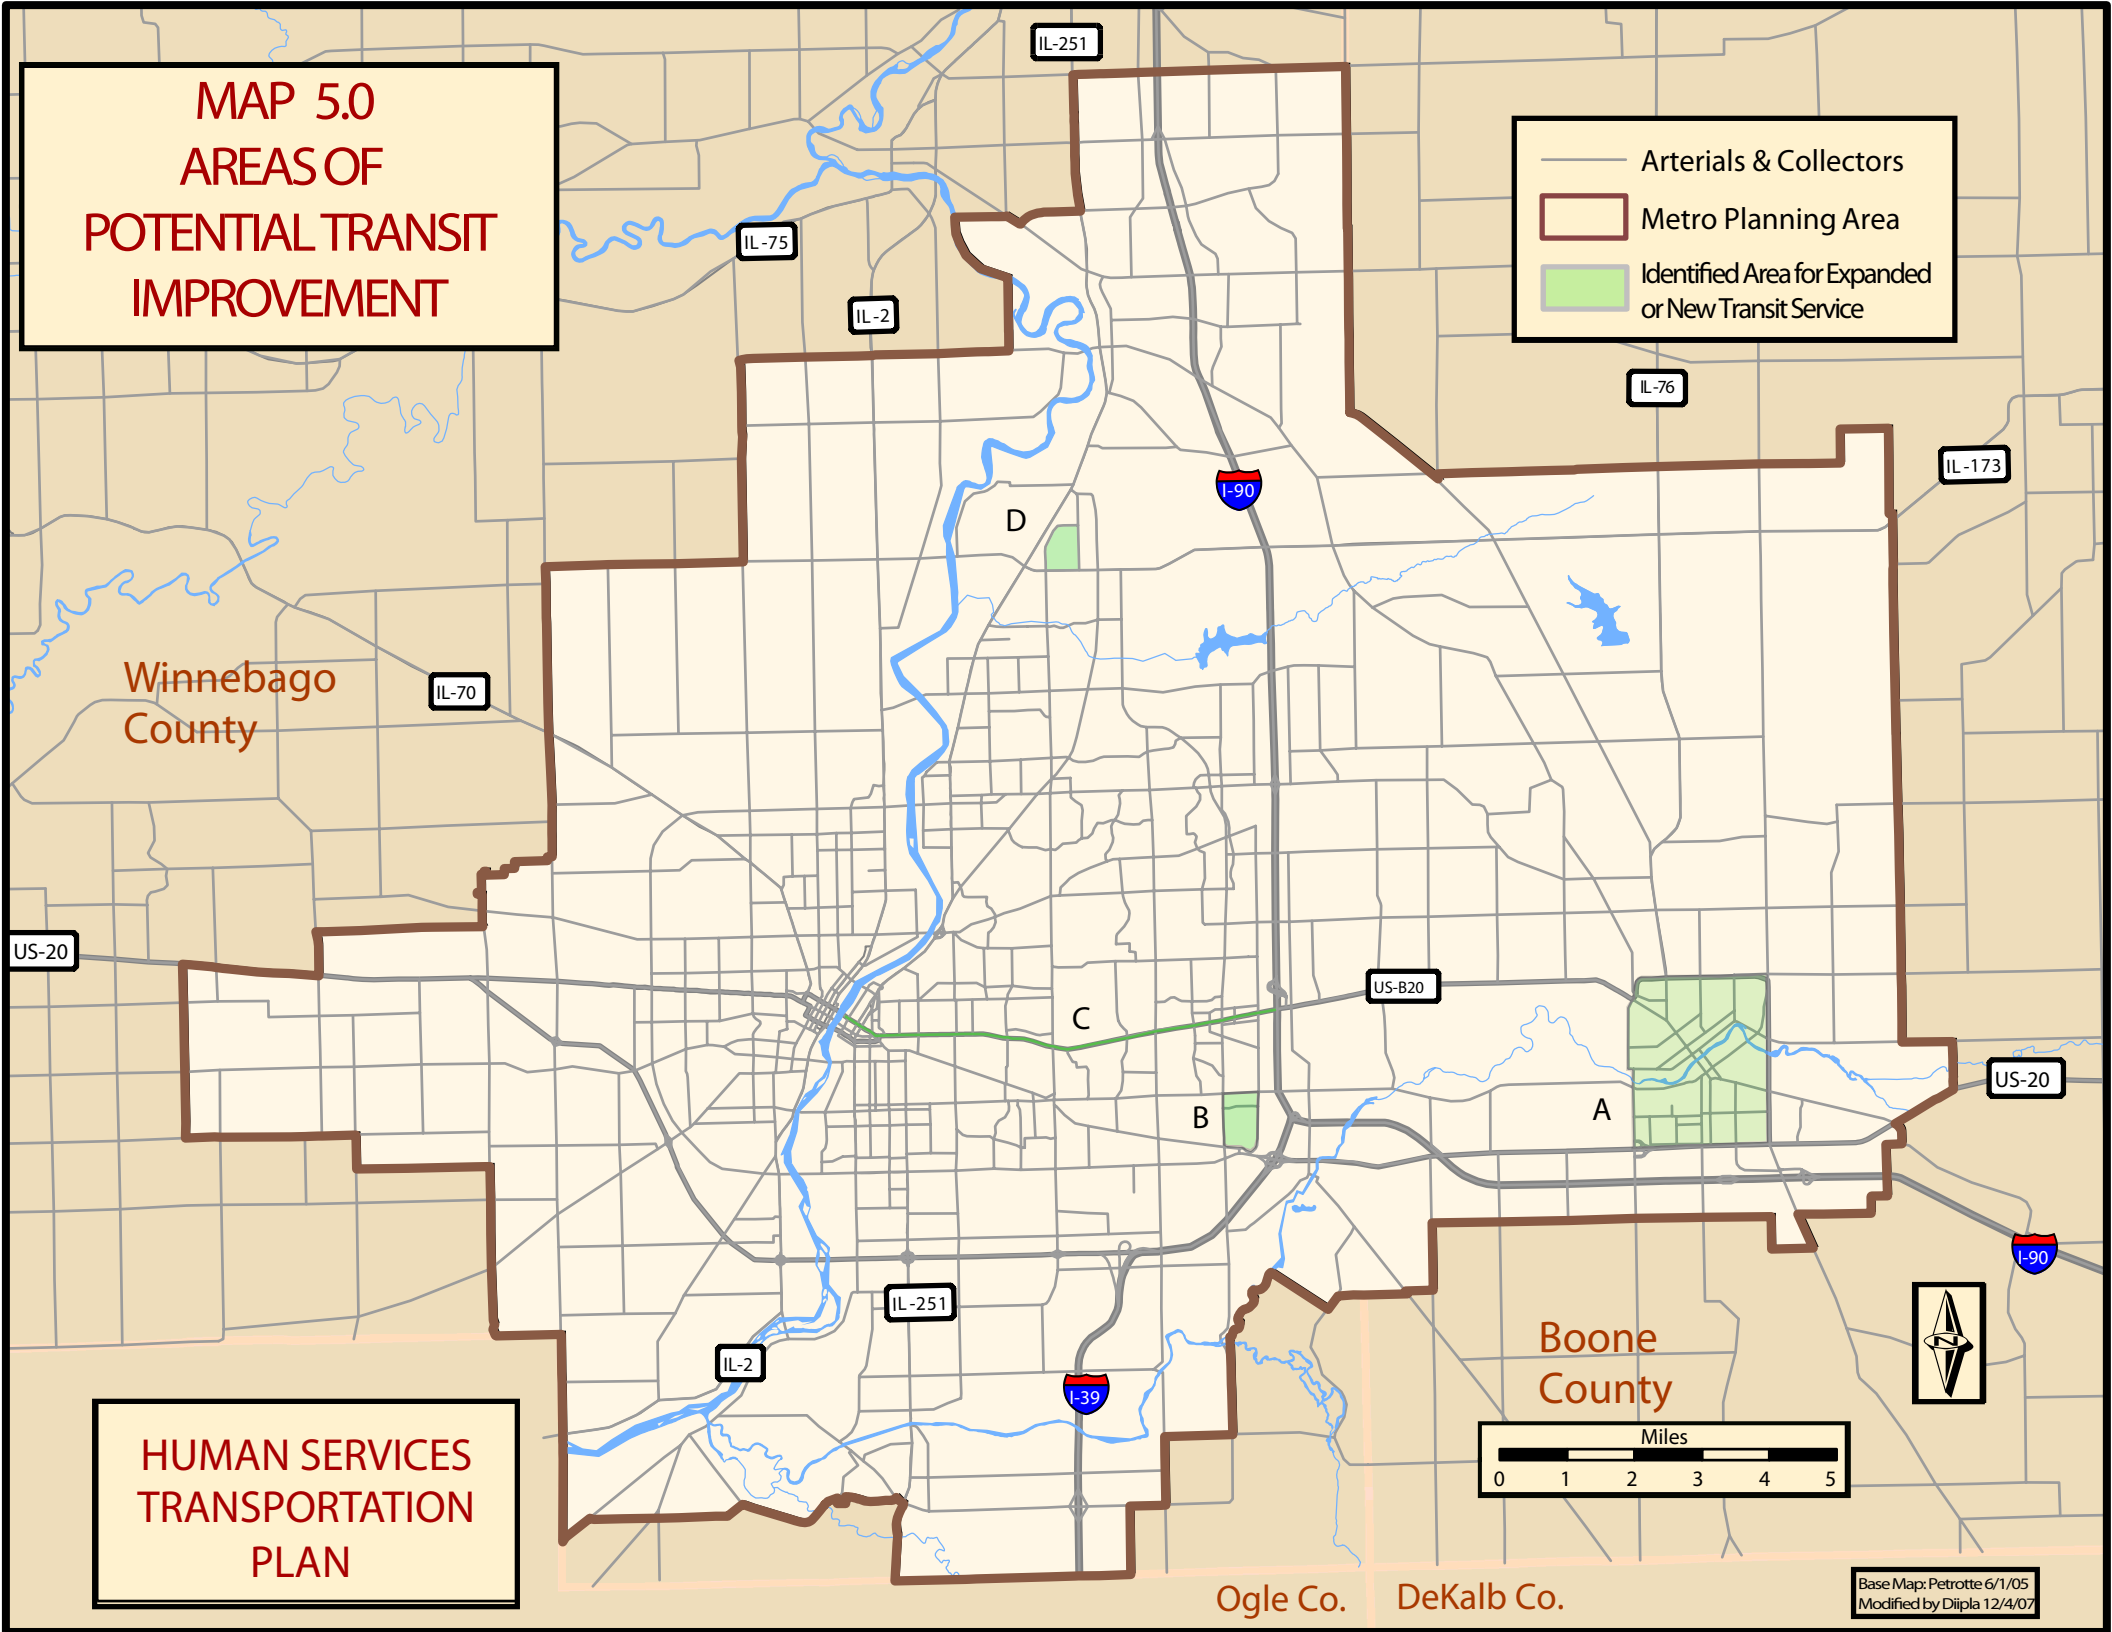 MAP 5.0
AREAS OF
POTENTIAL TRANSIT
IMPROVEMENT
IL-251
Arterials & Collectors
Metro Planning Area
Identified Area for Expanded
or New Transit Service
IL-75
IL-2
IL-76
IL-173
I-90
D
Winnebago
County
IL-70
US-20
US-B20
C
US-20
A
B
I-90
IL-251
IL-2
I-39
Boone
County
N
Miles
0 1 2 3 4 5
HUMAN SERVICES
TRANSPORTATION
PLAN
Ogle Co.
DeKalb Co.
Base Map: Petrotte 6/1/05
Modified by Diipla 12/4/07